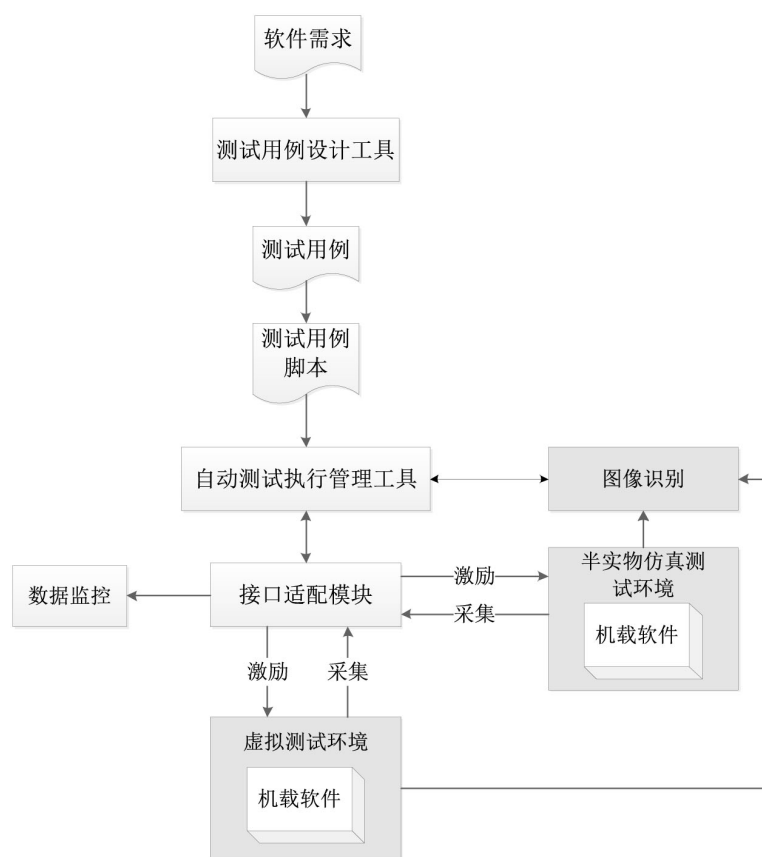 软件需求
测试用例设计工具
测试用例
测试用例
脚本
自动测试执行管理工具
图像识别
数据监控
接口适配模块
激励
采集
半实物仿真测
试环境
机载软件
激励
采集
虚拟测试环境
机载软件